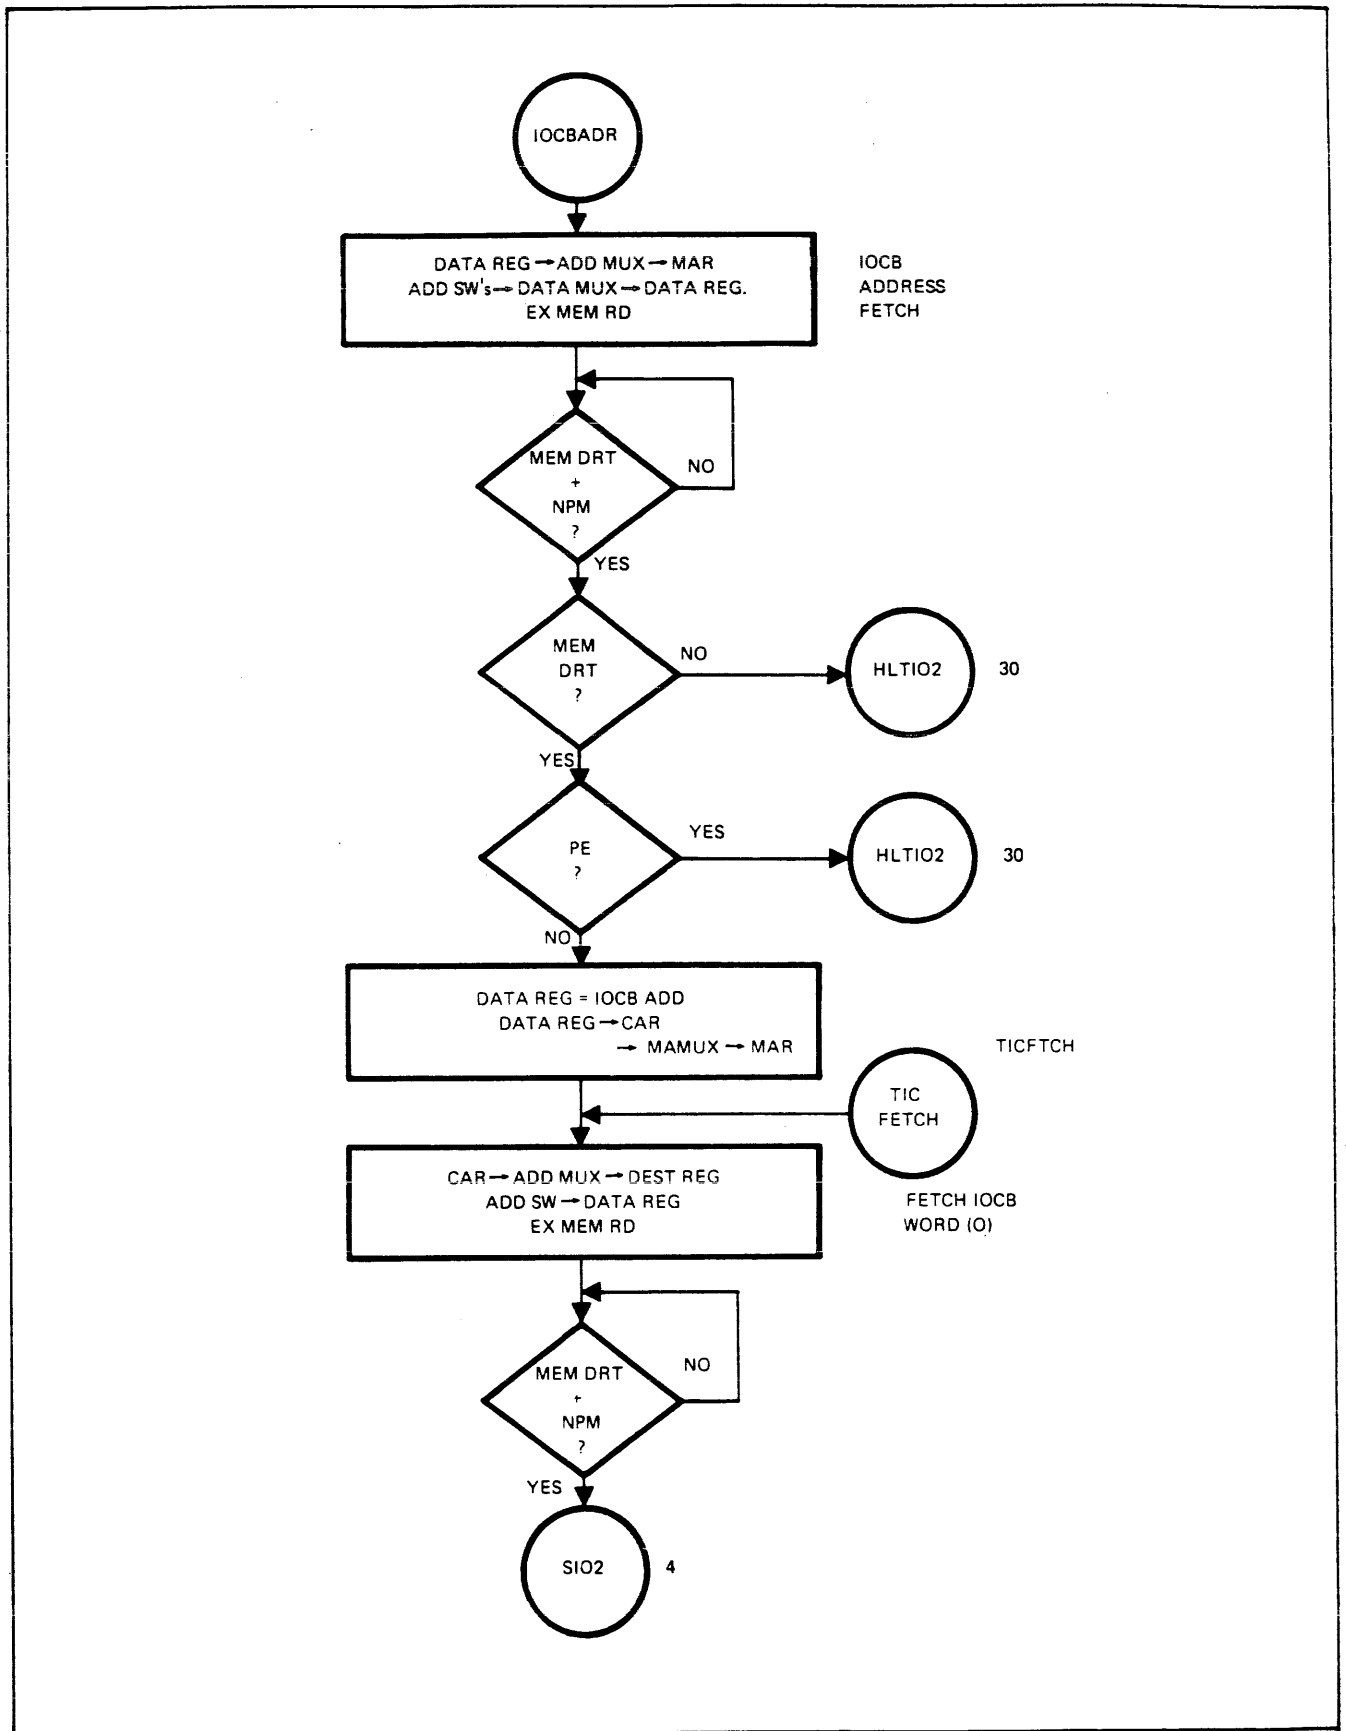 IOCBADR
DATA REG → ADD MUX → MAR
ADD SW's → DATA MUX → DATA REG.
EX MEM RD
IOCB
ADDRESS
FETCH
MEM DRT
+
NPM
?
NO
YES
MEM
DRT
?
NO
HLTIO2
30
YES
PE
?
YES
HLTIO2
30
NO
DATA REG = IOCB ADD
DATA REG → CAR
→ MAMUX → MAR
TICFTCH
TIC
FETCH
CAR → ADD MUX → DEST REG
ADD SW → DATA REG
EX MEM RD
FETCH IOCB
WORD (0)
MEM DRT
+
NPM
?
NO
YES
SIO2
4